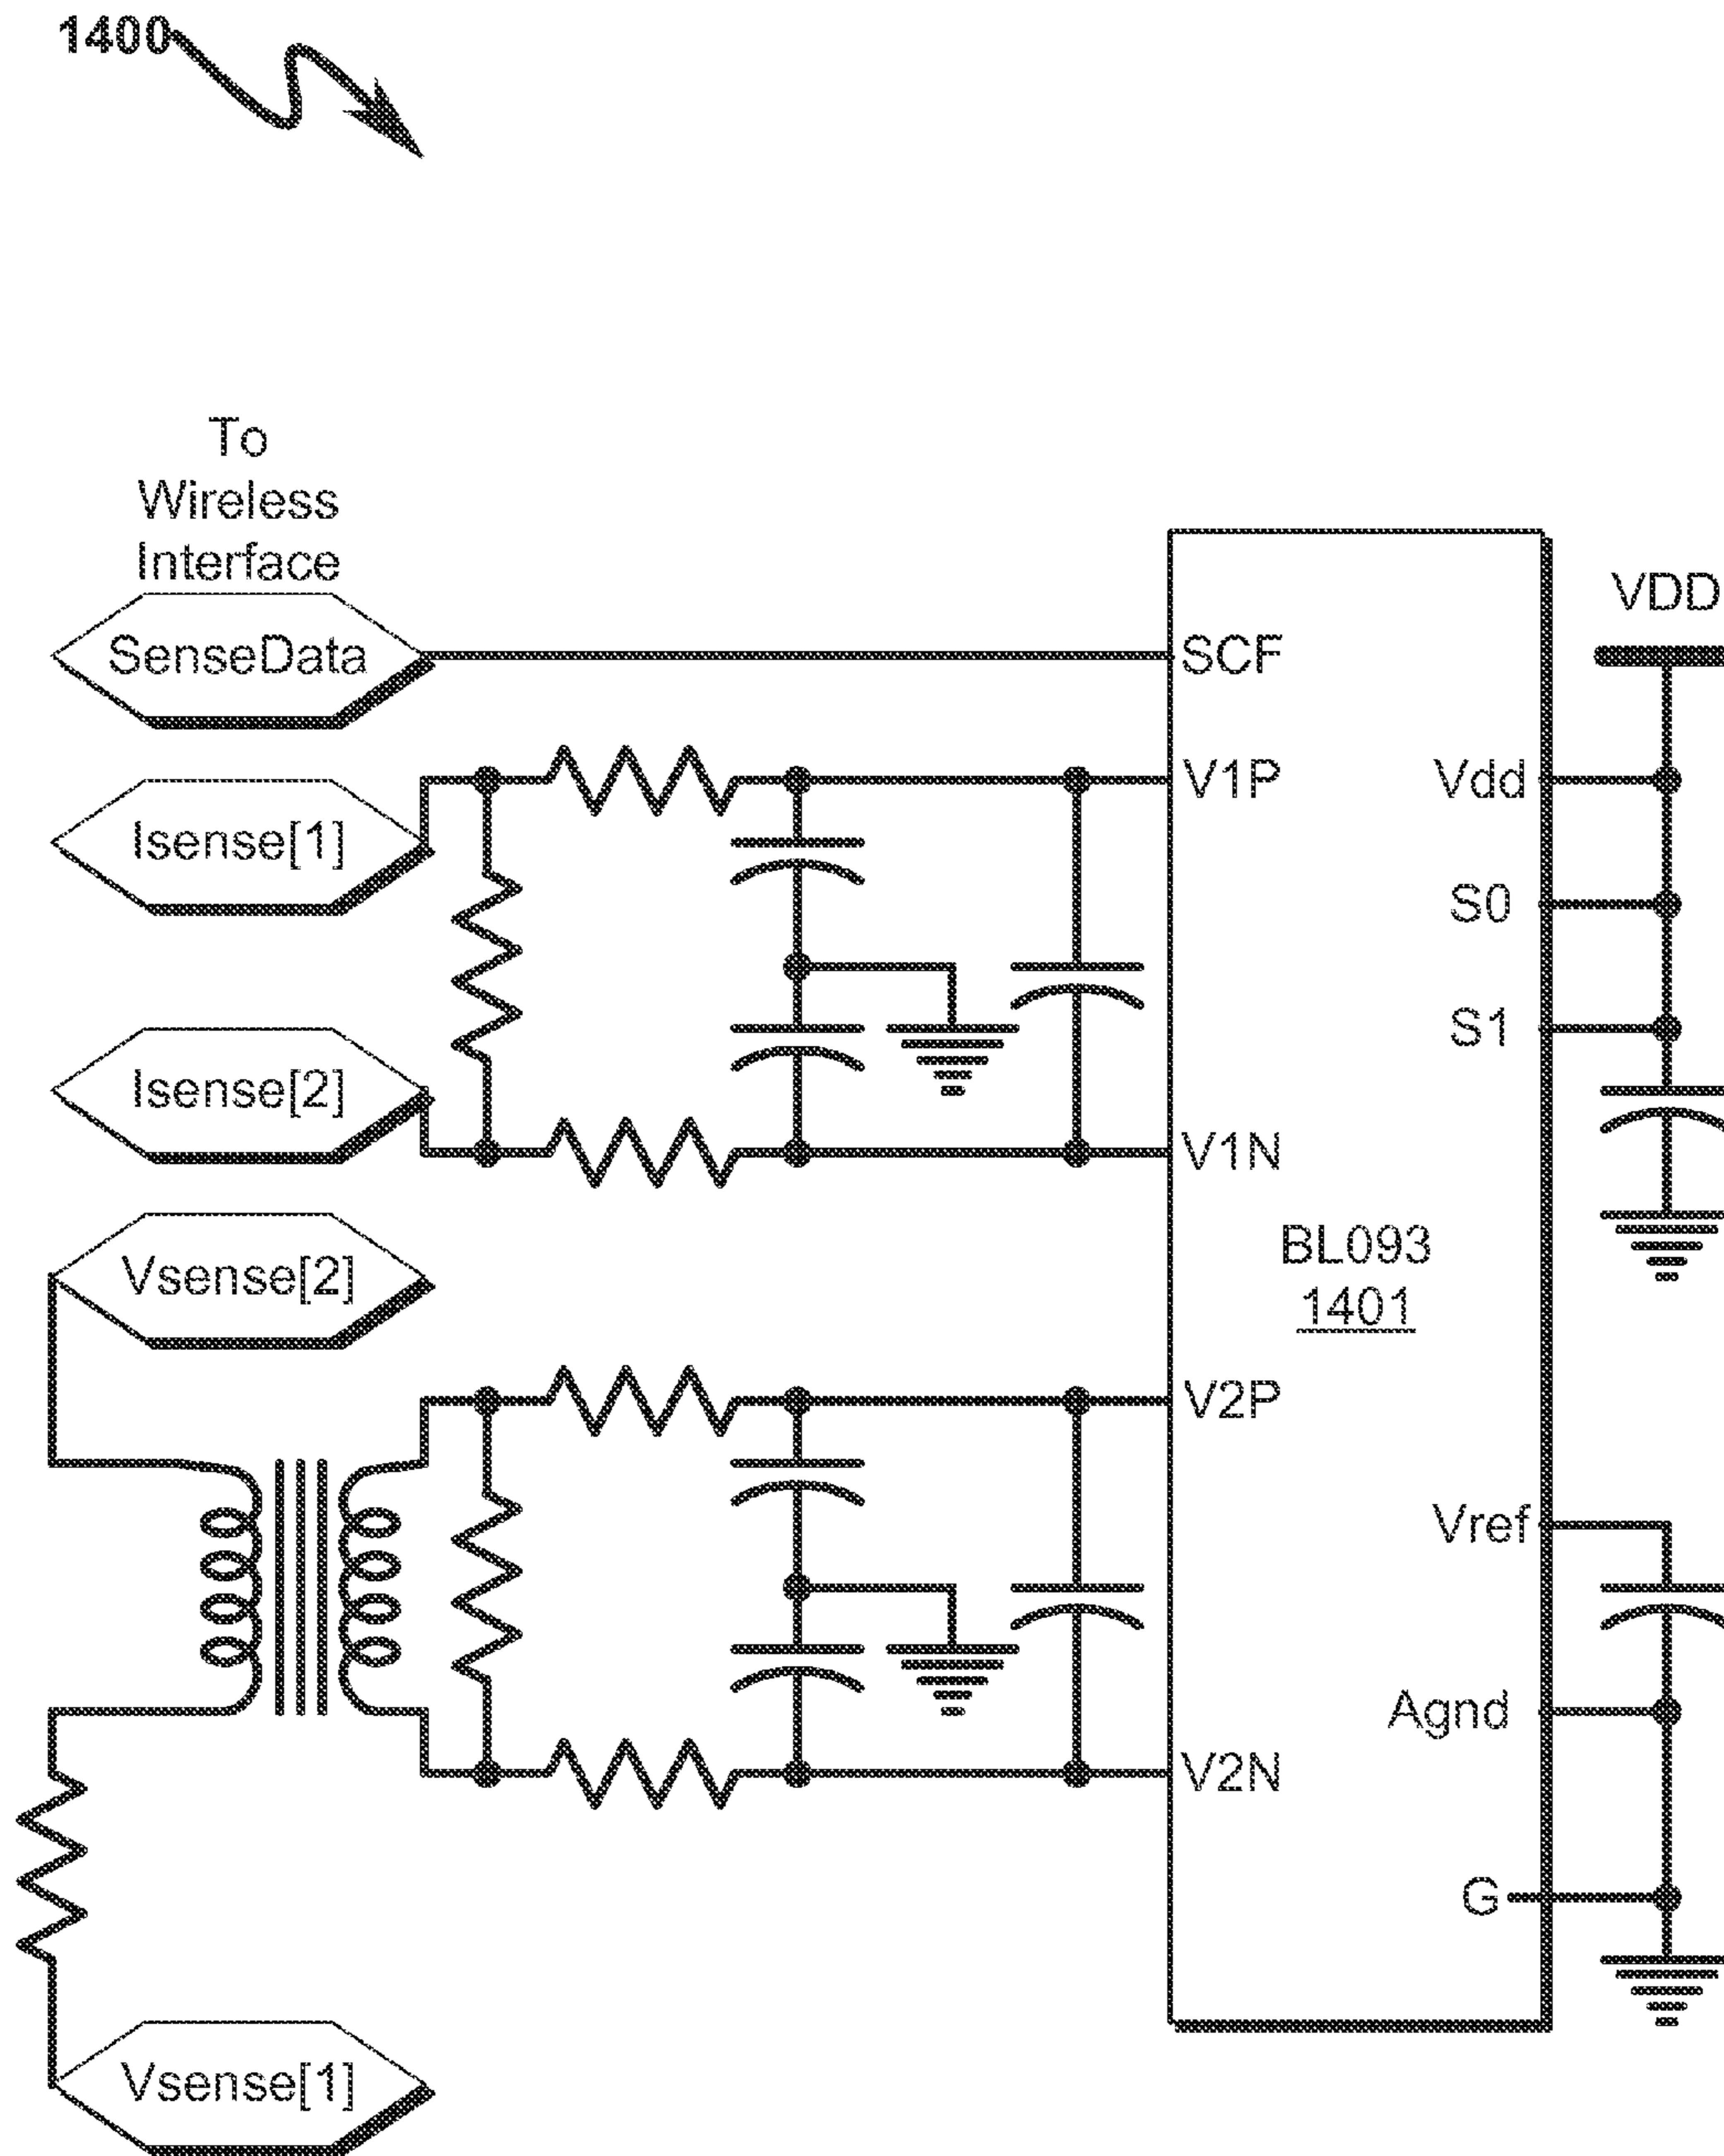 1400
To
Wireless
Interface
SenseData
SCF
VDD
Isense[1]
V1P
Vdd
S0
Isense[2]
S1
V1N
Vsense[2]
BL093
1401
V2P
Vref
Agnd
V2N
G
Vsense[1]